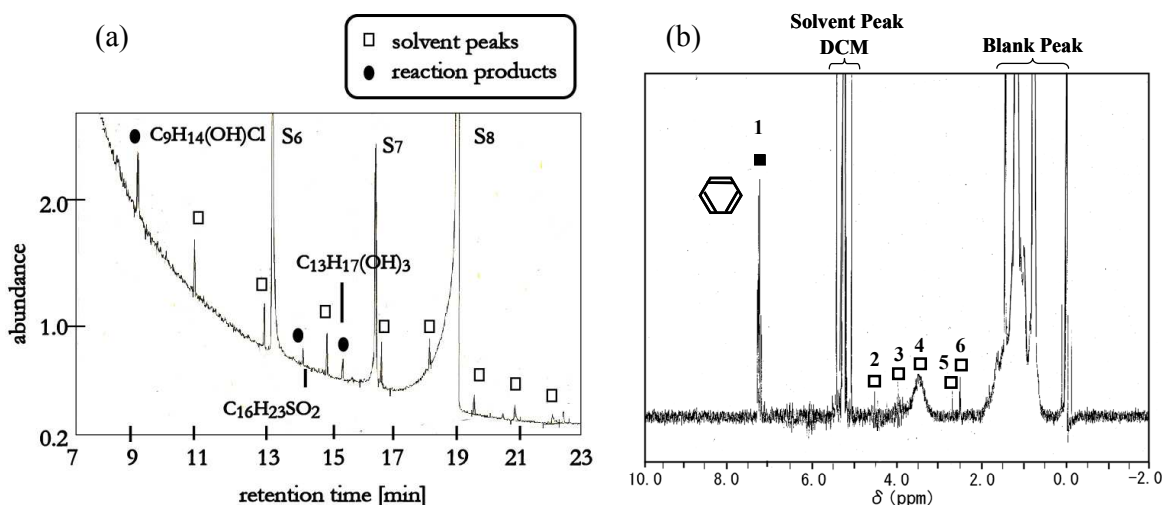 (a)
solvent peaks
reaction products
C9H14(OH)Cl
S6
S7
S8
C13H17(OH)3
C16H23SO2
abundance
2.0
1.0
0.2
7 9 11 13 15 17 19 21 23
retention time [min]
(b)
Solvent Peak
DCM
Blank Peak
1
2
3
4
5
6
10.0 8.0 6.0 4.0 2.0 0.0 -2.0
δ (ppm)